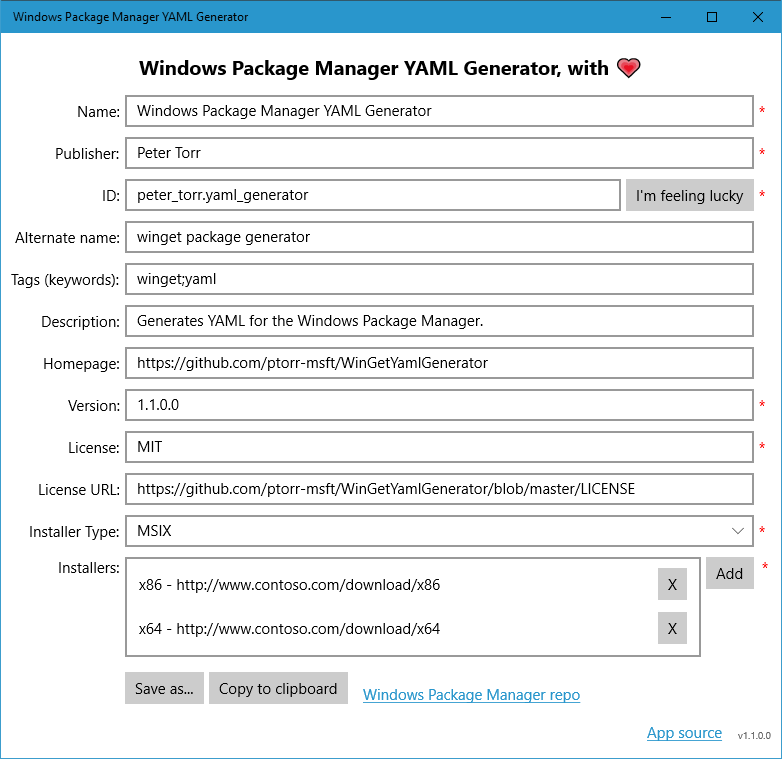 Windows Package Manager YAML Generator
Windows Package Manager YAML Generator, with
Name: Windows Package Manager YAML Generator *
Publisher: Peter Torr *
ID: peter_torr.yaml_generator I'm feeling lucky *
Alternate name: winget package generator
Tags (keywords): winget;yaml
Description: Generates YAML for the Windows Package Manager.
Homepage: https://github.com/ptorr-msft/WinGetYamlGenerator
Version: 1.1.0.0 *
License: MIT *
License URL: https://github.com/ptorr-msft/WinGetYamlGenerator/blob/master/LICENSE
Installer Type: MSIX *
Installers: x86 - http://www.contoso.com/download/x86 X Add *
x64 - http://www.contoso.com/download/x64 X
Save as... Copy to clipboard Windows Package Manager repo
App source v1.1.0.0